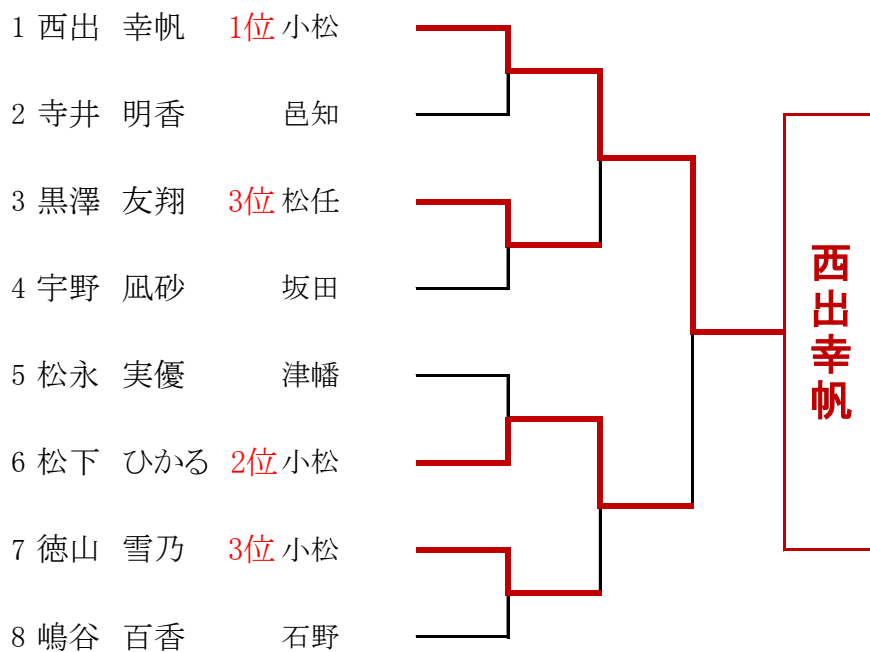 1 西出 幸帆 1位 小松
2 寺井 明香 邑知
3 黒澤 友翔 3位 松任
4 宇野 凪砂 坂田
5 松永 実優 津幡
6 松下 ひかる 2位 小松
7 徳山 雪乃 3位 小松
8 嶋谷 百香 石野
西出幸帆